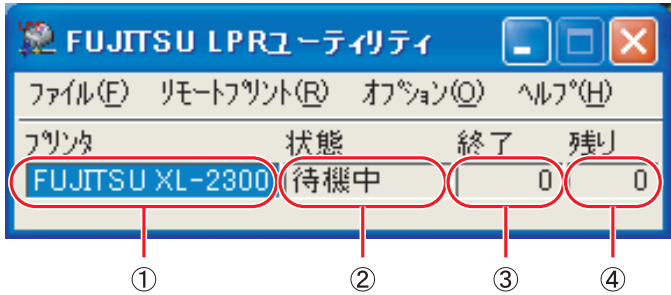 FUJITSU LPRユーティリティ
ファイル(F) リモートプリント(R) オプション(O) ヘルプ(H)
プリンタ 状態 終了 残り
FUJITSU XL-2300 待機中 0 0
① ② ③ ④